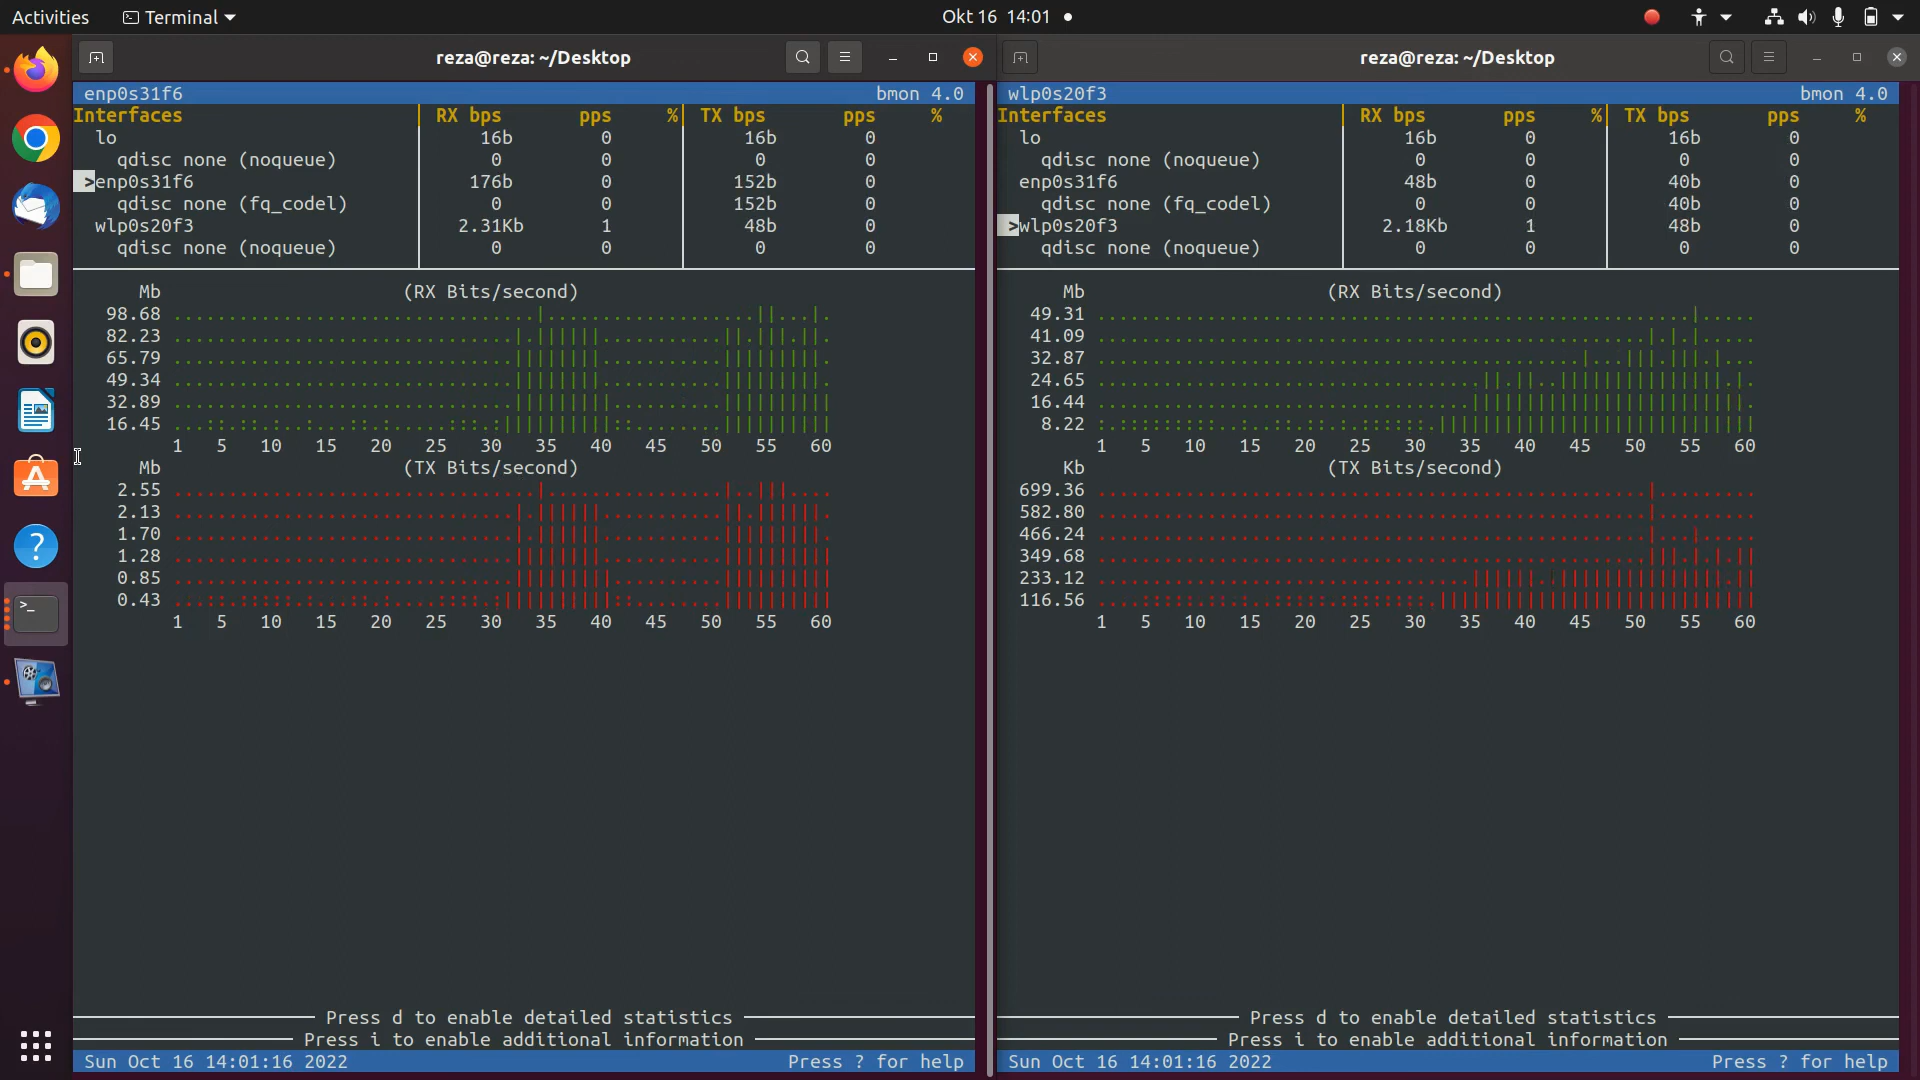 Activities Terminal Okt 16 14:01
reza@reza: ~/Desktop
enp0s31f6 bmon 4.0
Interfaces RX bps pps % TX bps pps %
lo 16b 0 16b 0
qdisc none (noqueue) 0 0 0 0
>enp0s31f6 176b 0 152b 0
qdisc none (fq_codel) 0 0 152b 0
wlp0s20f3 2.31Kb 1 48b 0
qdisc none (noqueue) 0 0 0 0
Mb (RX Bits/second)
98.68
82.23
65.79
49.34
32.89
16.45
1 5 10 15 20 25 30 35 40 45 50 55 60
Mb (TX Bits/second)
2.55
2.13
1.70
1.28
0.85
0.43
1 5 10 15 20 25 30 35 40 45 50 55 60
Press d to enable detailed statistics
Press i to enable additional information
Sun Oct 16 14:01:16 2022 Press ? for help
reza@reza: ~/Desktop
wlp0s20f3 bmon 4.0
Interfaces RX bps pps % TX bps pps %
lo 16b 0 16b 0
qdisc none (noqueue) 0 0 0 0
enp0s31f6 48b 0 40b 0
qdisc none (fq_codel) 0 0 40b 0
>wlp0s20f3 2.18Kb 1 48b 0
qdisc none (noqueue) 0 0 0 0
Mb (RX Bits/second)
49.31
41.09
32.87
24.65
16.44
8.22
1 5 10 15 20 25 30 35 40 45 50 55 60
Kb (TX Bits/second)
699.36
582.80
466.24
349.68
233.12
116.56
1 5 10 15 20 25 30 35 40 45 50 55 60
Press d to enable detailed statistics
Press i to enable additional information
Sun Oct 16 14:01:16 2022 Press ? for help